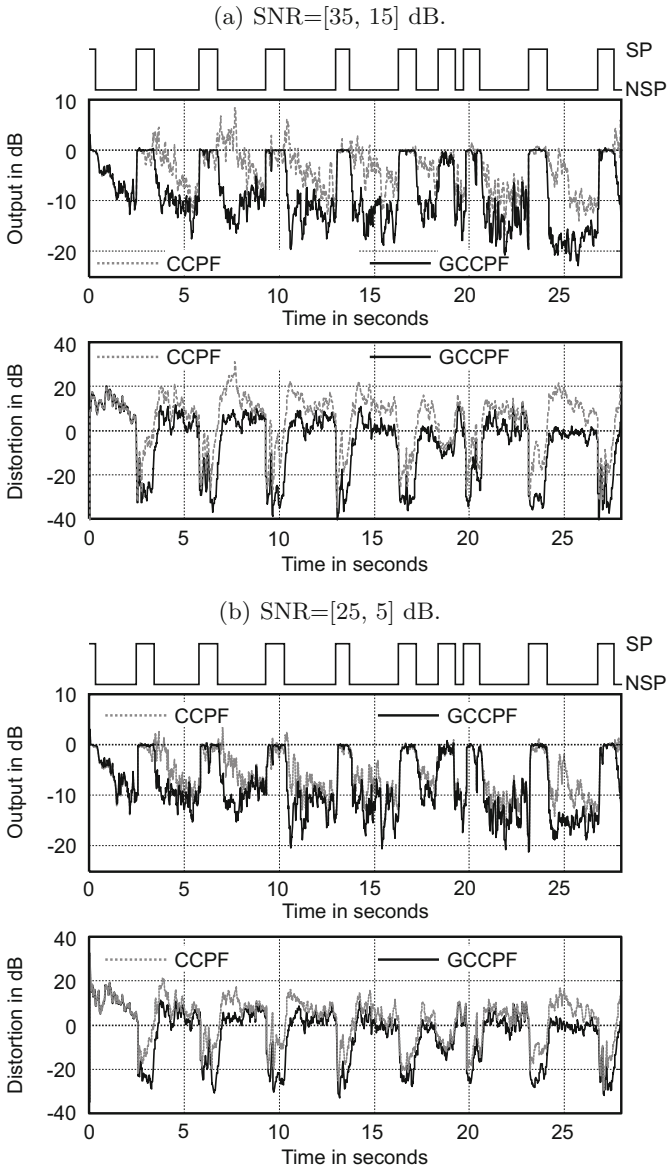 (a) SNR=[35, 15] dB.
SP
NSP
10
0
-10
-20
Output in dB
CCPF
GCCPF
0 5 10 15 20 25
Time in seconds
40
20
0
-20
-40
Distortion in dB
CCPF
GCCPF
0 5 10 15 20 25
Time in seconds
(b) SNR=[25, 5] dB.
SP
NSP
10
0
-10
-20
Output in dB
CCPF
GCCPF
0 5 10 15 20 25
Time in seconds
40
20
0
-20
-40
Distortion in dB
CCPF
GCCPF
0 5 10 15 20 25
Time in seconds